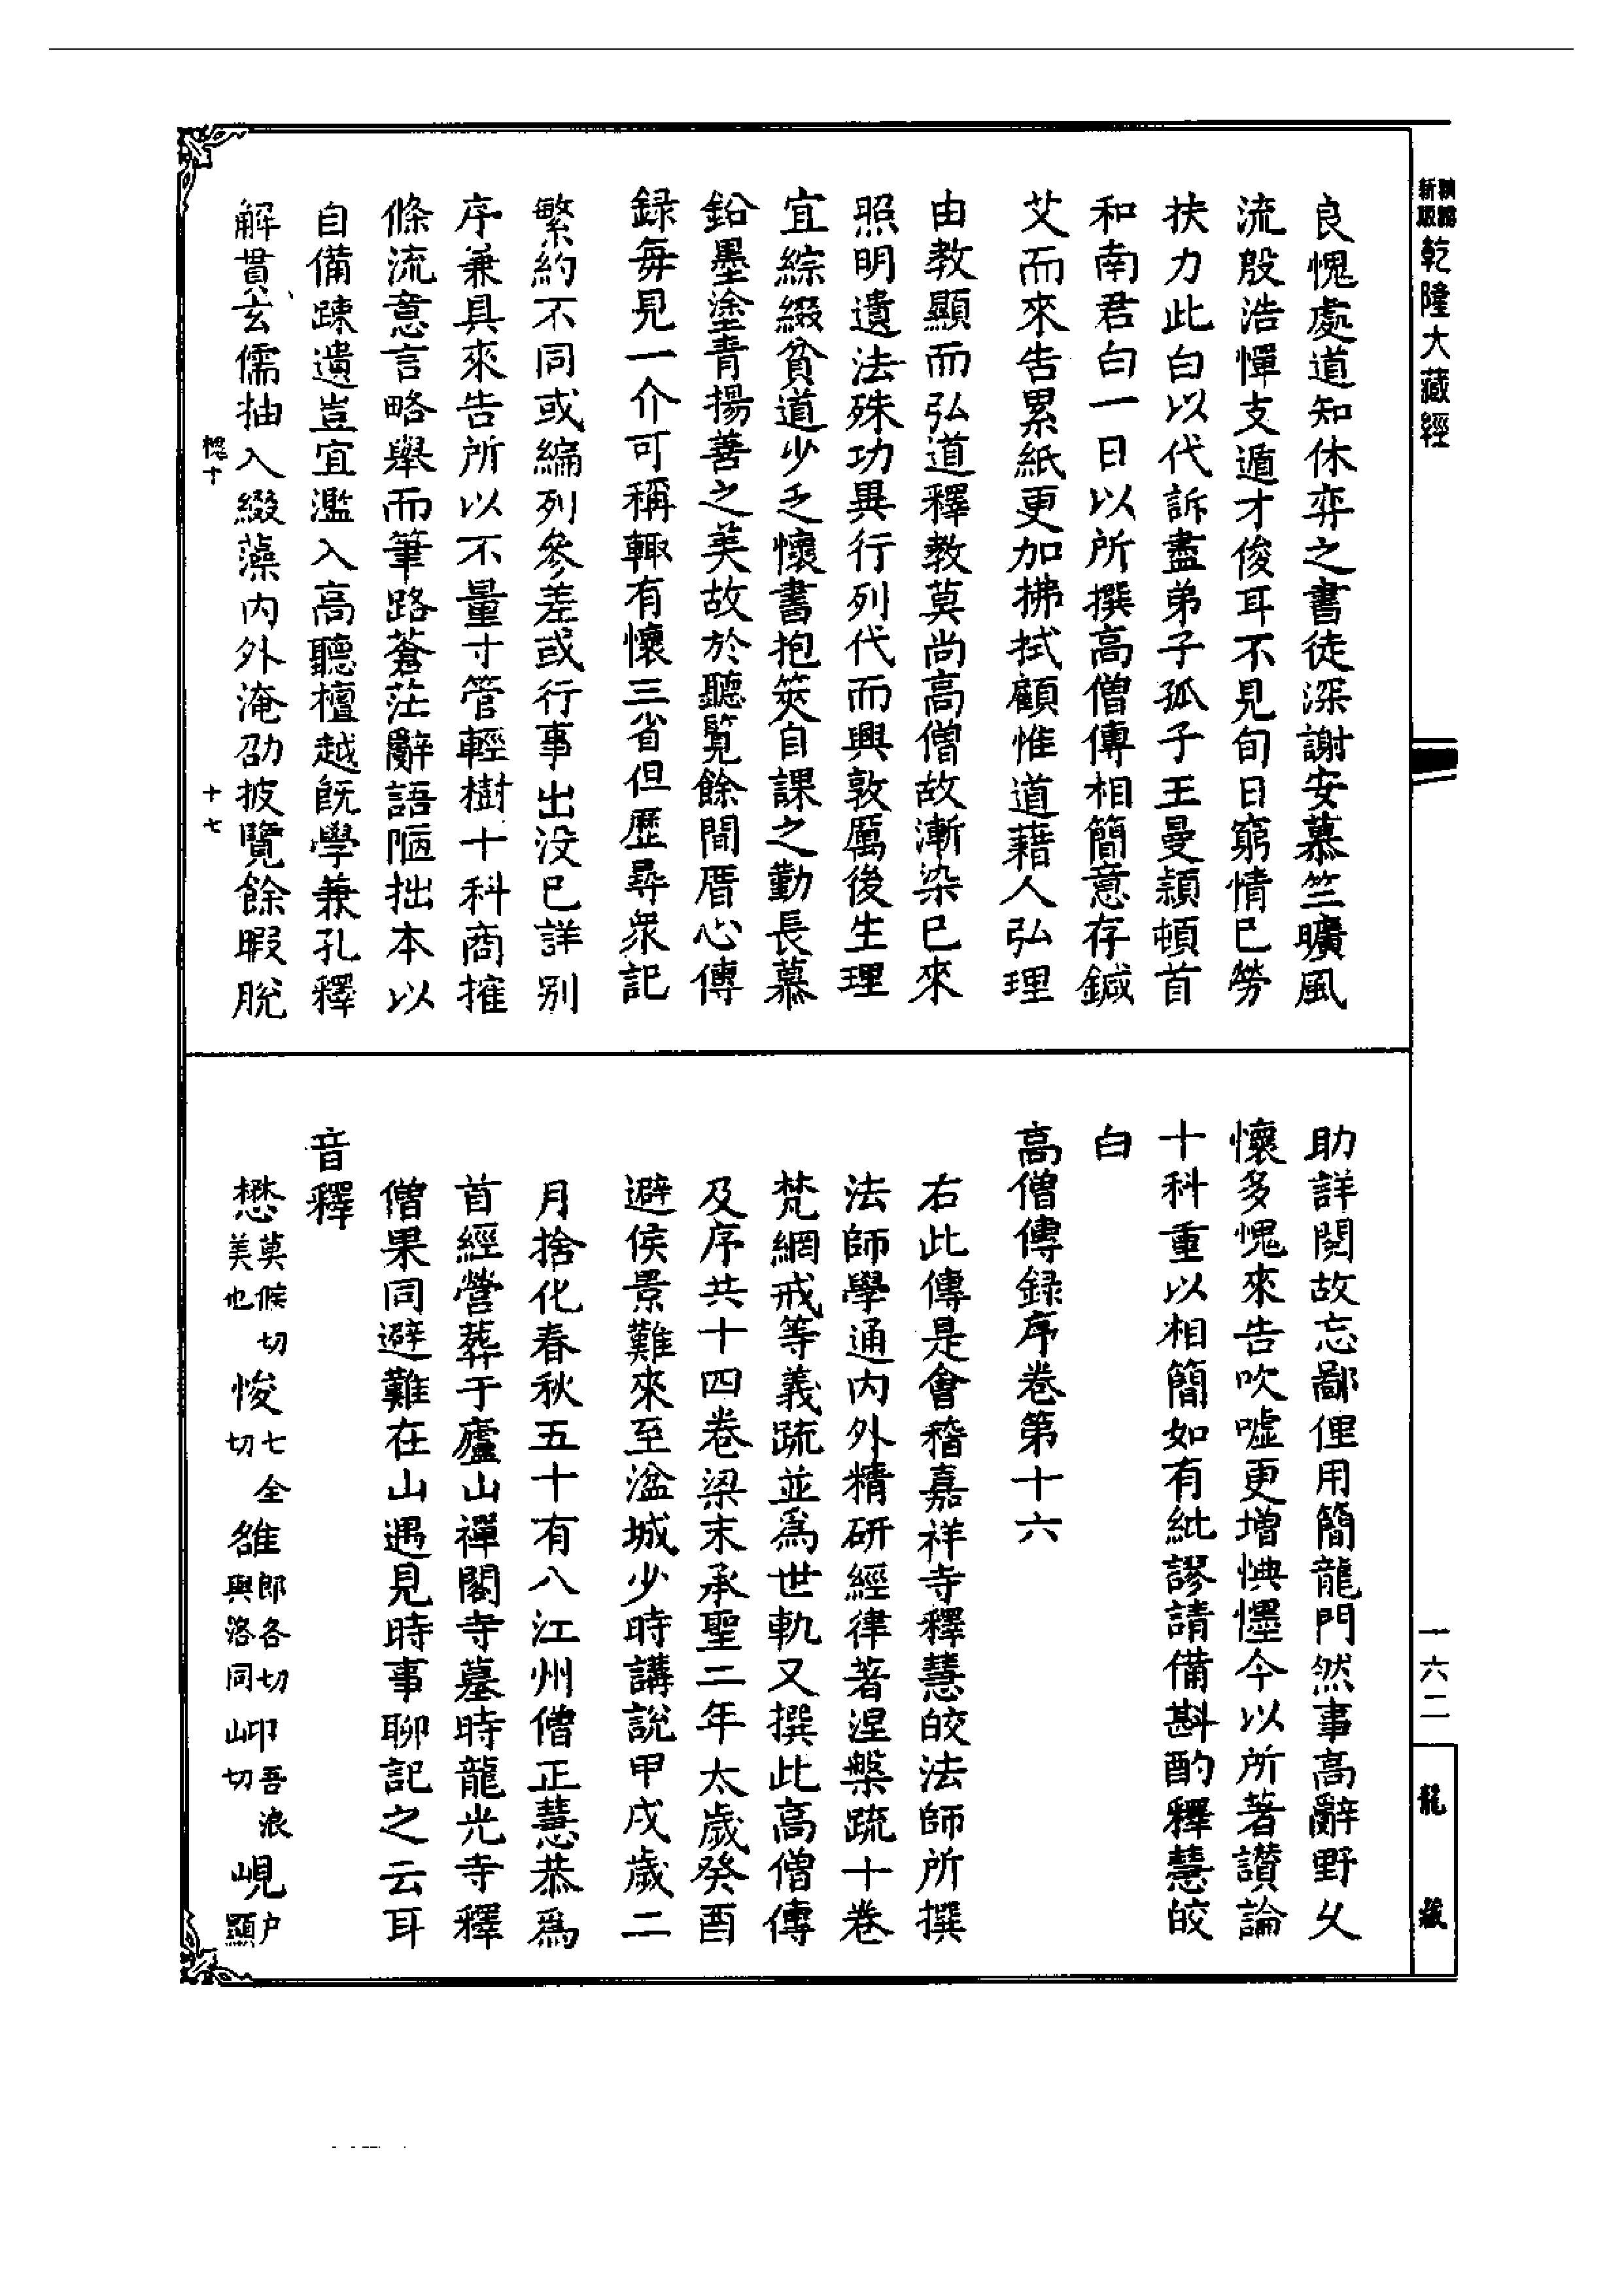 新版
乾隆大藏經
良愧處道知休弈之書徒深謝安慕竺曠風
流殷浩憚支遁才俊耳不見旬日窮情已勞
扶力此白以代訴盡弟子孤子王曼頴頓首
和南君白一日以所撰高僧傳相簡意存鍼
艾而來告累紙更加拂拭顧惟道藉人弘理
由教顯而弘道釋教莫尚高僧故漸染已來
照明遺法殊功異行列代而興敦厲後生理
宜綜綴貧道少乏懷書抱筴自課之勤長慕
鉛墨塗青揚善之美故於聽覽餘閒厝心傳
録每見一介可稱輒有懷三省但歷尋衆記
繁約不同或編列參差或行事出没已詳别
序兼具來告所以不量寸管輕樹十科商搉
條流意言略舉而筆路蒼茫辭語陋拙本以
自備疎遺豈宜濫入高聽檀越既學兼孔釋
解貫玄儒抽入綴藻内外淹劭披覽餘暇脱
十七
助詳閲故忘鄙俚用簡龍門然事高辭野久
懷多愧來告吹噓更增惧懣今以所著讃論
十科重以相簡如有紕謬請備斟酌釋慧皎
白
高僧傳録序卷第十六
右此傳是會稽嘉祥寺釋慧皎法師所撰
法師學通内外精研經律著涅槃疏十卷
梵網戒等義疏並爲世軌又撰此高僧傳
及序共十四卷梁末承聖二年太歲癸酉
避侯景難來至湓城少時講説甲戌歲二
月捨化春秋五十有八江州僧正慧恭爲
首經營葬于廬山禪閣寺墓時龍光寺釋
僧果同避難在山遇見時事聊記之云耳
音釋
懋莫候切美也 悛七全切 雒郎各切與洛同 岇吾浪切 峴户顯
一六二
龍藏